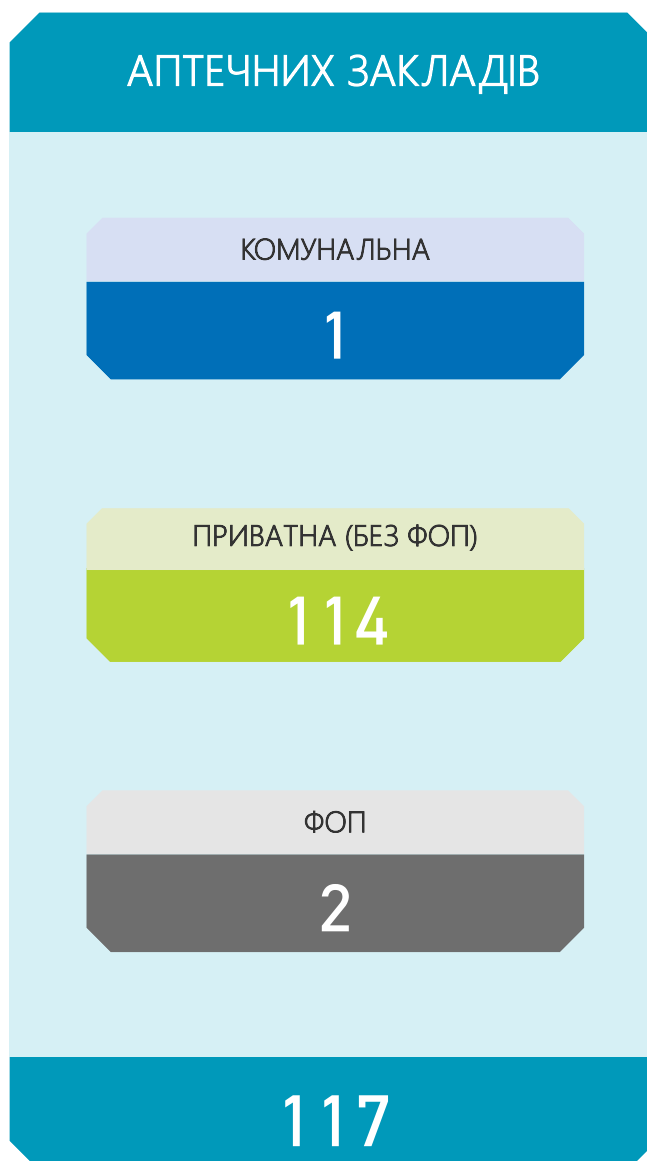 АПТЕЧНИХ ЗАКЛАДІВ
КОМУНАЛЬНА
1
ПРИВАТНА (БЕЗ ФОП)
114
ФОП
2
117